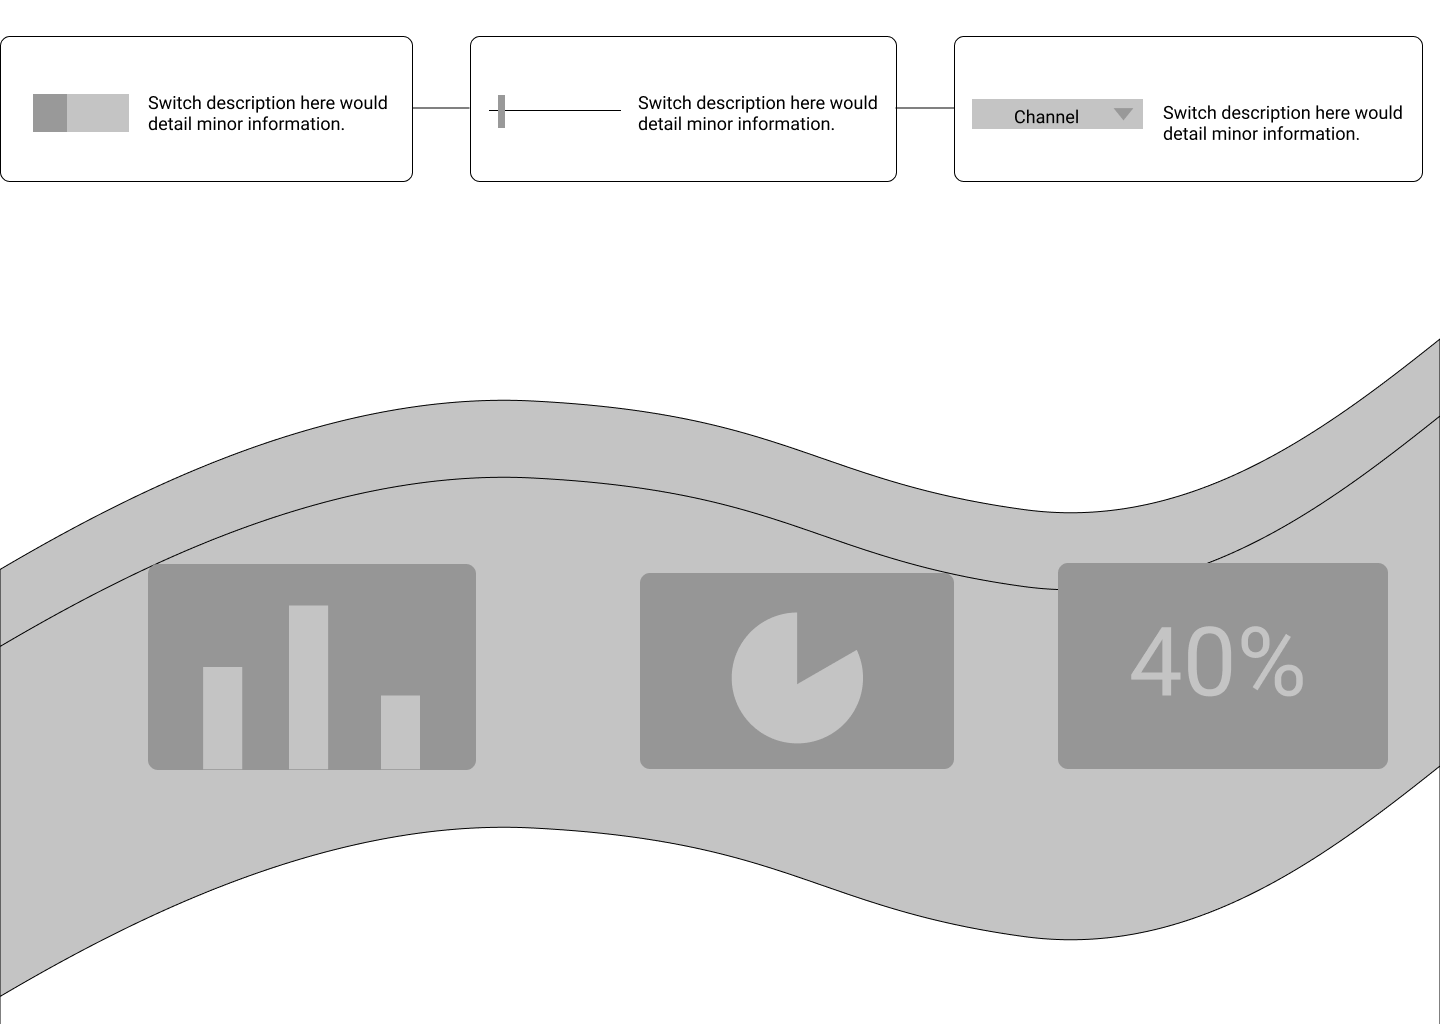 Switch description here would
detail minor information.
Switch description here would
detail minor information.
Channel
Switch description here would
detail minor information.
40%